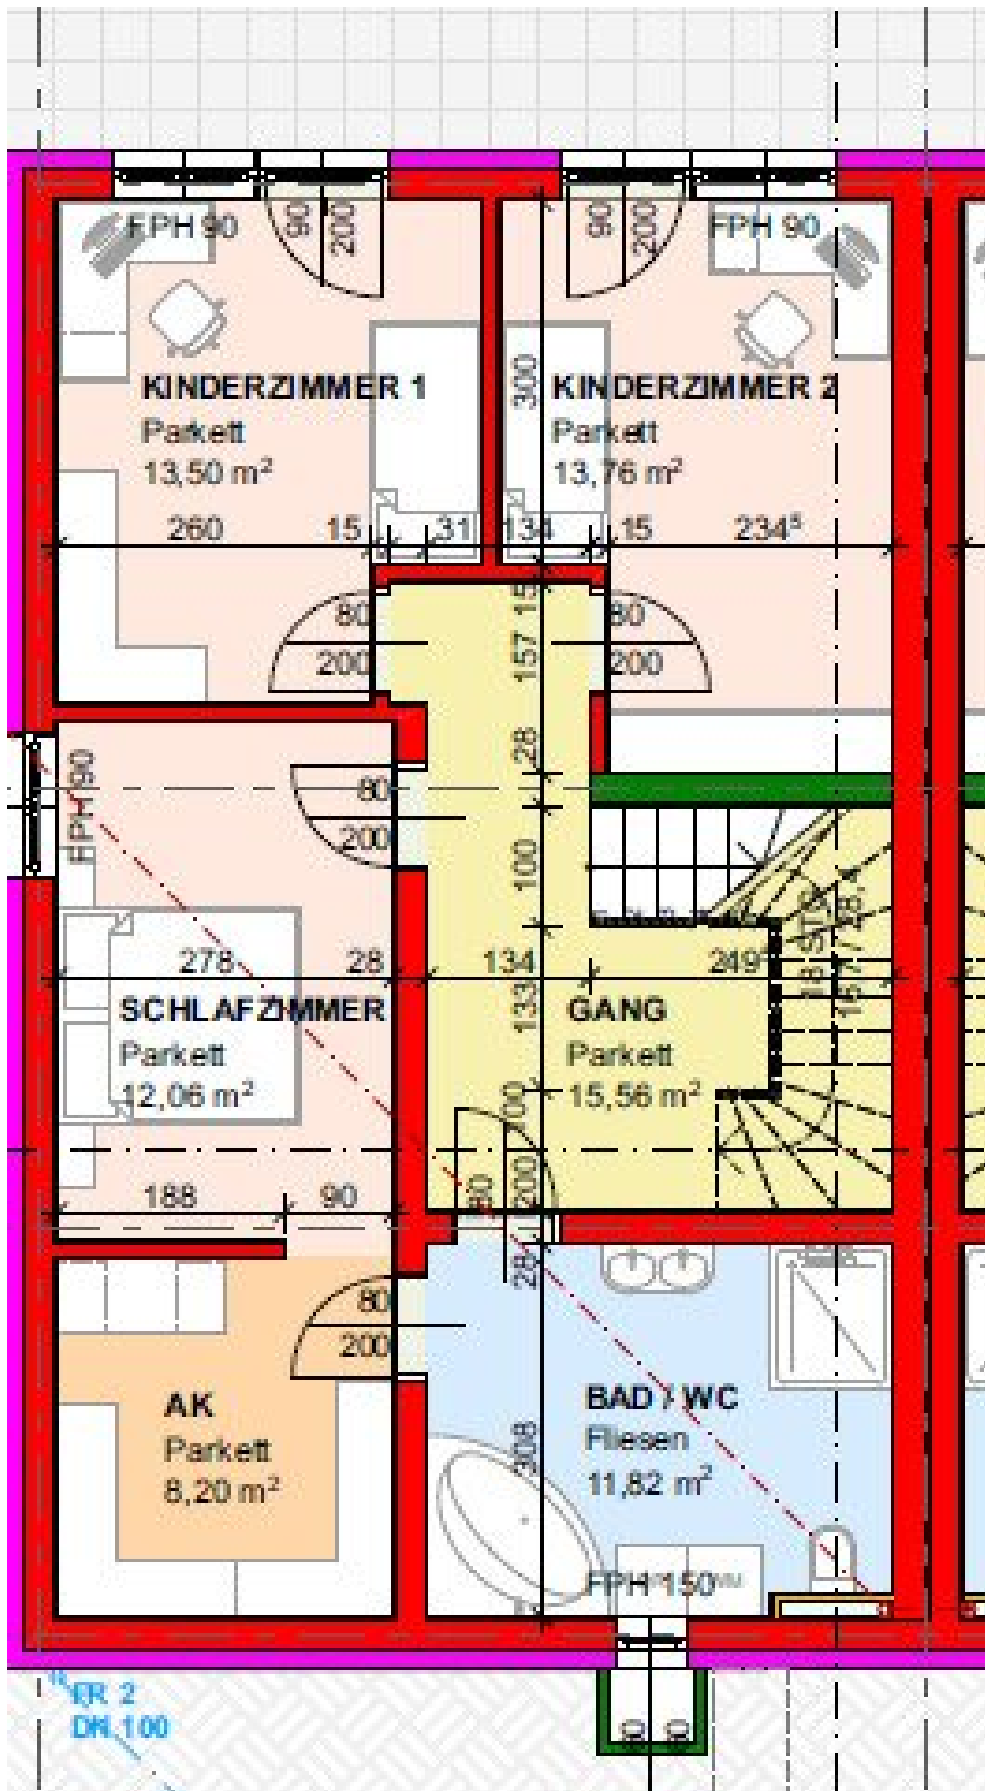 FPH 90
90
200
90
200
FPH 90
KINDERZIMMER 1
Parkett
13,50 m²
300
KINDERZIMMER 2
Parkett
13,76 m²
260
15
31
134
15
234⁵
80
200
15
157
80
200
28
FPH 90
80
200
100
18 STG
278
28
134
133
249⁵
SCHLAFZIMMER
Parkett
12,06 m²
GANG
Parkett
15,56 m²
188
90
80
200
28
80
200
AK
Parkett
8,20 m²
308
BAD / WC
Fliesen
11,82 m²
FPH 150
ER 2
DN 100